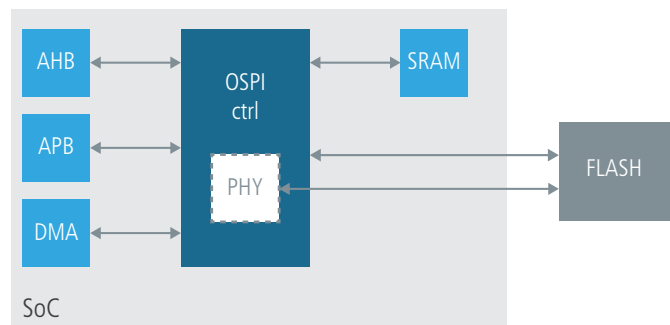 AHB
OSPI
ctrl
SRAM
APB
PHY
FLASH
DMA
SoC